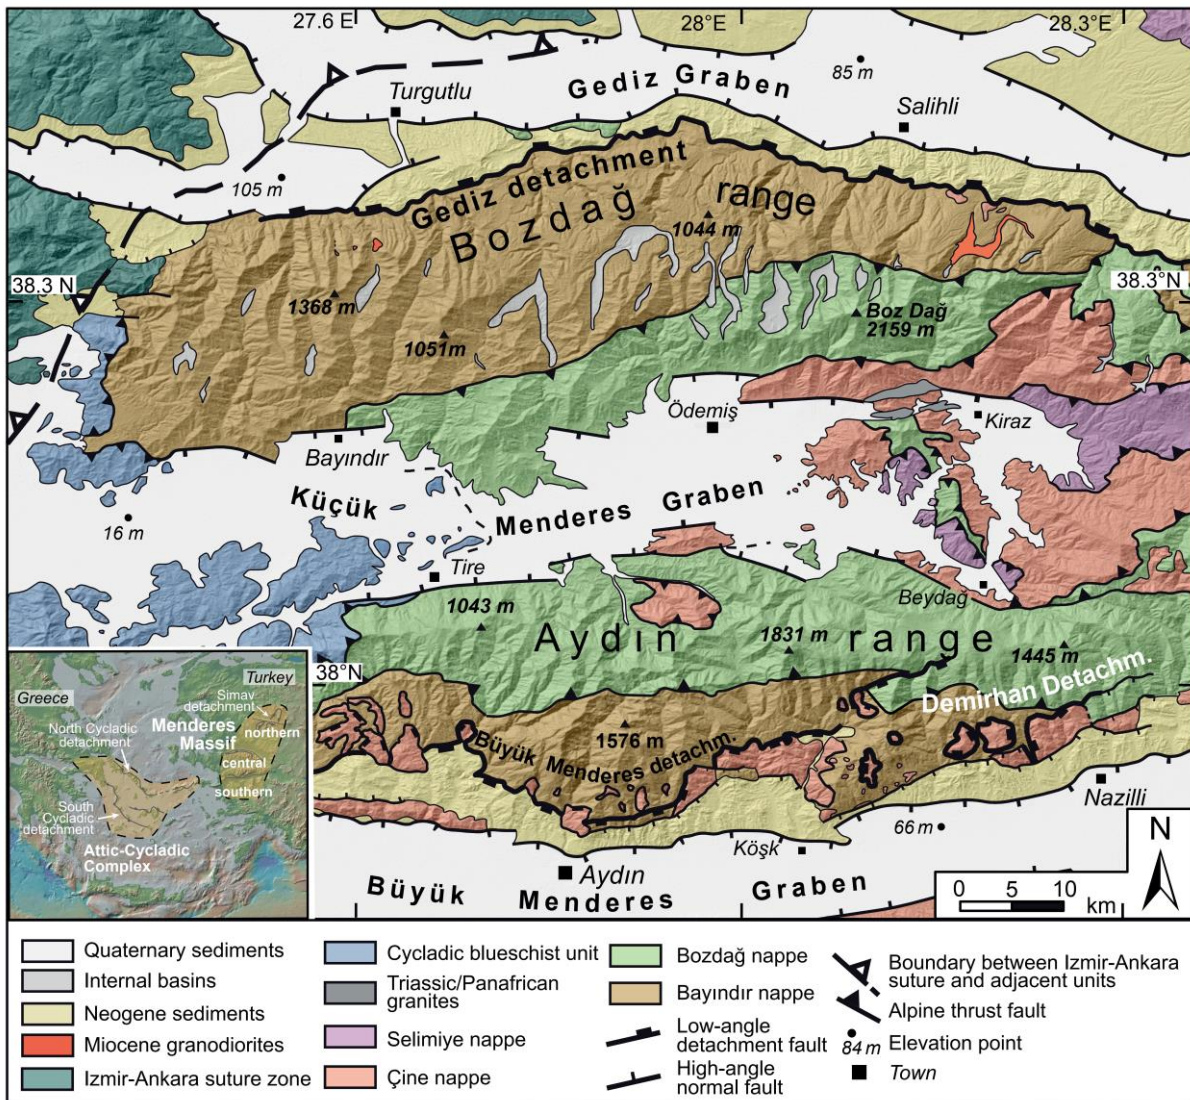 27.6 E
28°E
28.3°E
85 m
Gediz Graben
Turgutlu
Salihli
105 m
Gediz detachment
Bozdağ range
1044 m
38.3 N
38.3°N
1368 m
1051m
Boz Dağ
2159 m
Ödemiş
Kiraz
Bayındır
Küçük Menderes Graben
16 m
Tire
Beydağ
1043 m
Aydın range
1831 m
1445 m
38°N
Demirhan Detachm.
Greece
Turkey
Simav
detachment
North Cycladic
detachment
Menderes
Massif
northern
central
southern
South
Cycladic
detachment
Attic-Cycladic
Complex
1576 m
Büyük Menderes detachm.
Nazilli
66 m
Köşk
Aydın
Büyük Menderes Graben
N
0 5 10
km
Quaternary sediments
Internal basins
Neogene sediments
Miocene granodiorites
Izmir-Ankara suture zone
Cycladic blueschist unit
Triassic/Panafrican
granites
Selimiye nappe
Çine nappe
Bozdağ nappe
Bayındır nappe
Low-angle
detachment fault
High-angle
normal fault
Boundary between Izmir-Ankara
suture and adjacent units
Alpine thrust fault
84 m Elevation point
Town